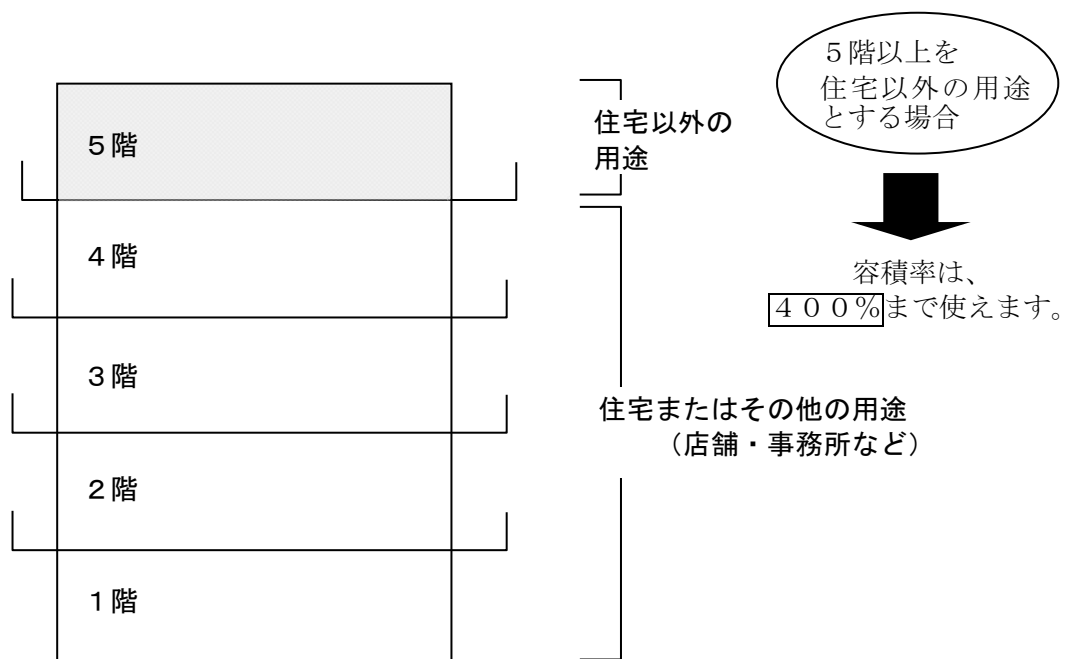 ５階以上を
住宅以外の用途
とする場合
５階
住宅以外の
用途
４階
容積率は、
４００％まで使えます。
３階
住宅またはその他の用途
（店舗・事務所など）
２階
１階